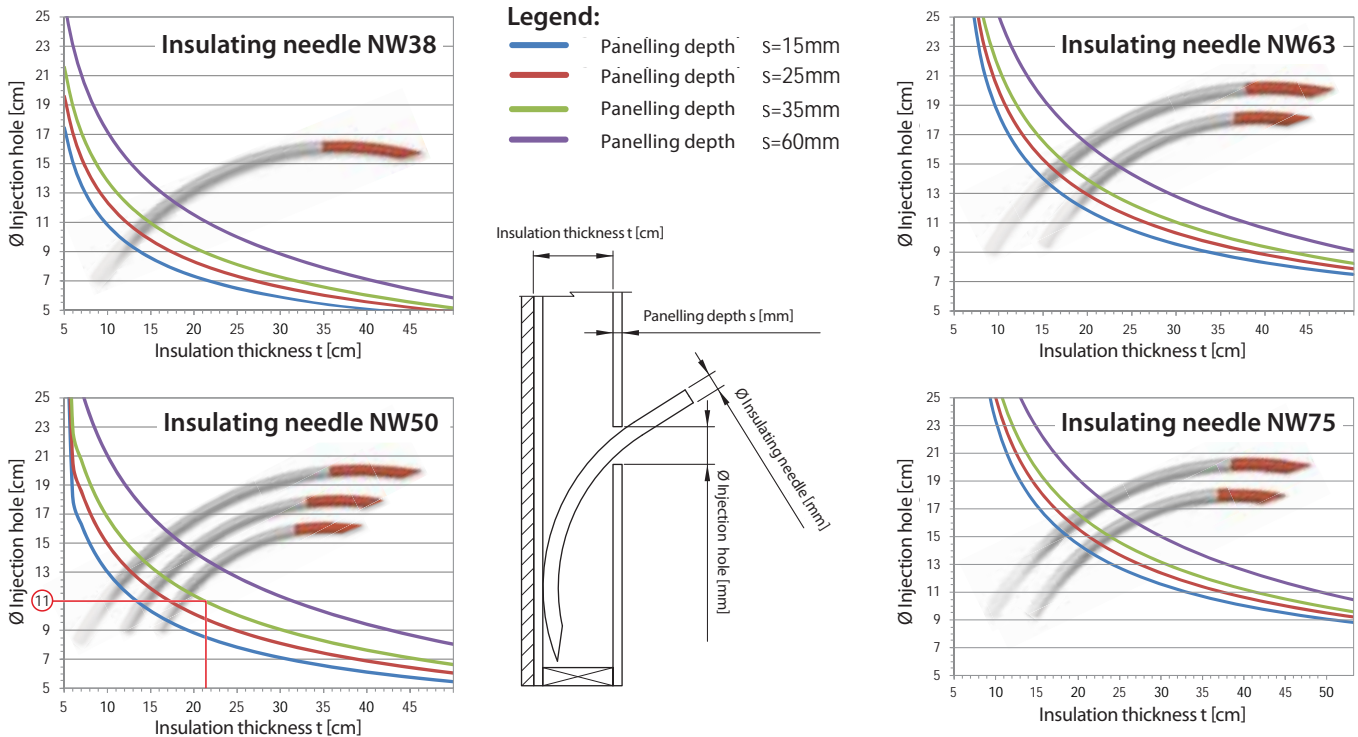 Insulating needle NW38
Ø Injection hole [cm]
25
23
21
19
17
15
13
11
9
7
5
5 10 15 20 25 30 35 40 45
Insulation thickness t [cm]
Legend:
Panelling depth s=15mm
Panelling depth s=25mm
Panelling depth s=35mm
Panelling depth s=60mm
Insulating needle NW63
Ø Injection hole [cm]
25
23
21
19
17
15
13
11
9
7
5
5 10 15 20 25 30 35 40 45
Insulation thickness t [cm]
Insulating needle NW50
Ø Injection hole [cm]
25
23
21
19
17
15
13
11
9
7
5
5 10 15 20 25 30 35 40 45
Insulation thickness t [cm]
Insulation thickness t [cm]
Panelling depth s [mm]
Ø Insulating needle [mm]
Ø Injection hole [mm]
Insulating needle NW75
Ø Injection hole [cm]
25
23
21
19
17
15
13
11
9
7
5
5 10 15 20 25 30 35 40 45 50
Insulation thickness t [cm]